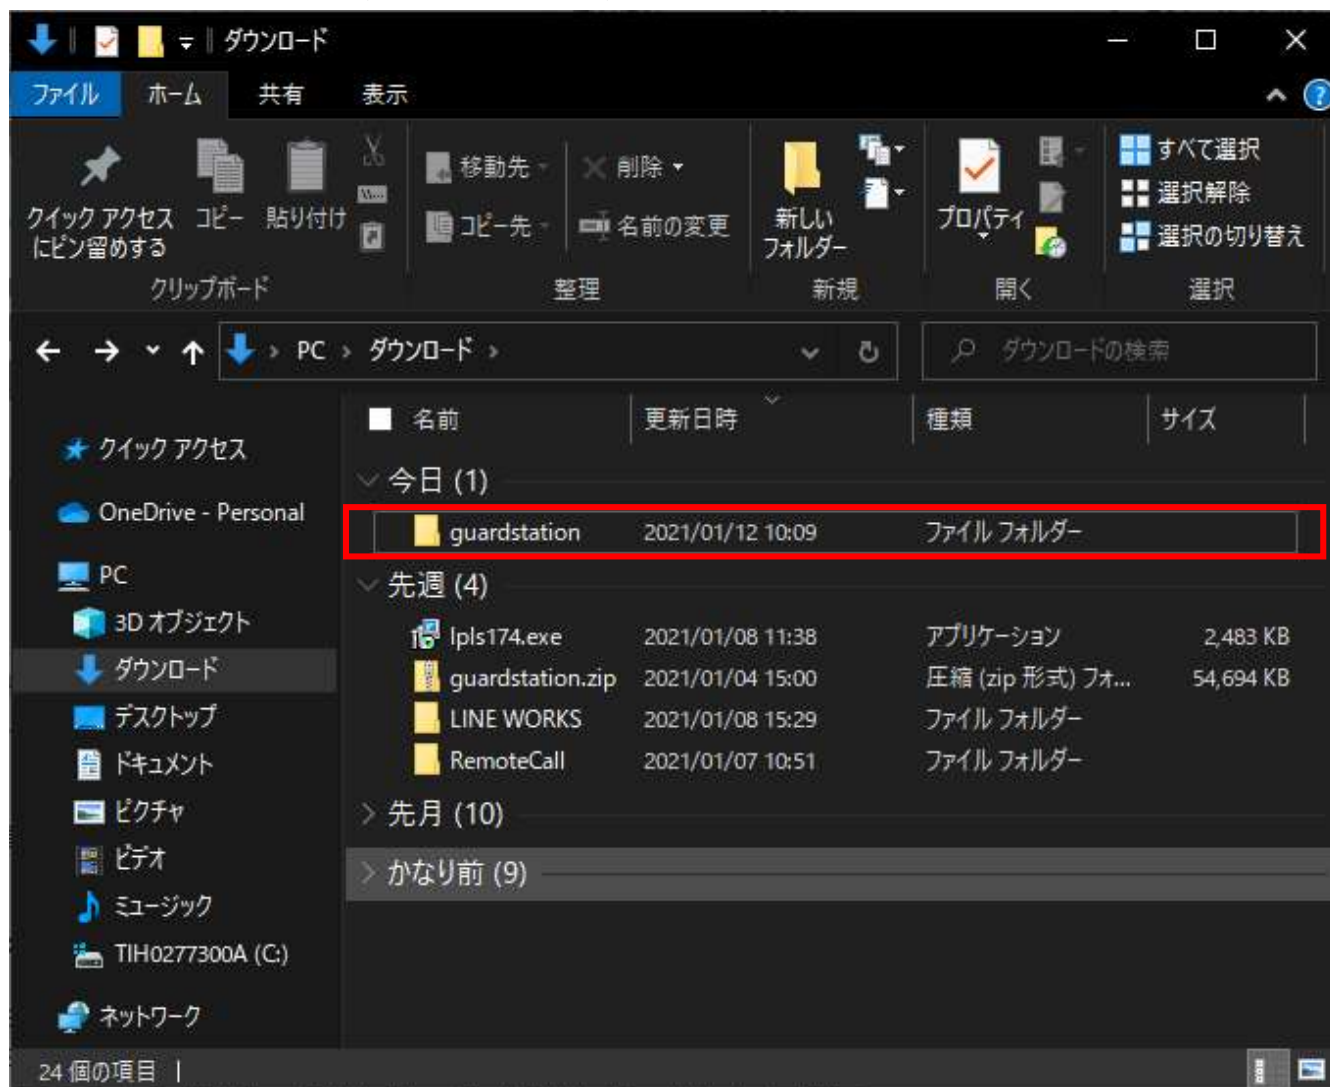 ダウンロード
ファイル ホーム 共有 表示
クイック アクセス
にピン留めする
コピー
貼り付け
クリップボード
移動先
コピー先
削除
名前の変更
整理
新しい
フォルダー
新規
プロパティ
開く
すべて選択
選択解除
選択の切り替え
選択
PC › ダウンロード ›
ダウンロードの検索
クイック アクセス
OneDrive - Personal
PC
3D オブジェクト
ダウンロード
デスクトップ
ドキュメント
ピクチャ
ビデオ
ミュージック
TIH0277300A (C:)
ネットワーク
名前 更新日時 種類 サイズ
今日 (1)
guardstation 2021/01/12 10:09 ファイル フォルダー
先週 (4)
lpls174.exe 2021/01/08 11:38 アプリケーション 2,483 KB
guardstation.zip 2021/01/04 15:00 圧縮 (zip 形式) フォ... 54,694 KB
LINE WORKS 2021/01/08 15:29 ファイル フォルダー
RemoteCall 2021/01/07 10:51 ファイル フォルダー
先月 (10)
かなり前 (9)
24 個の項目